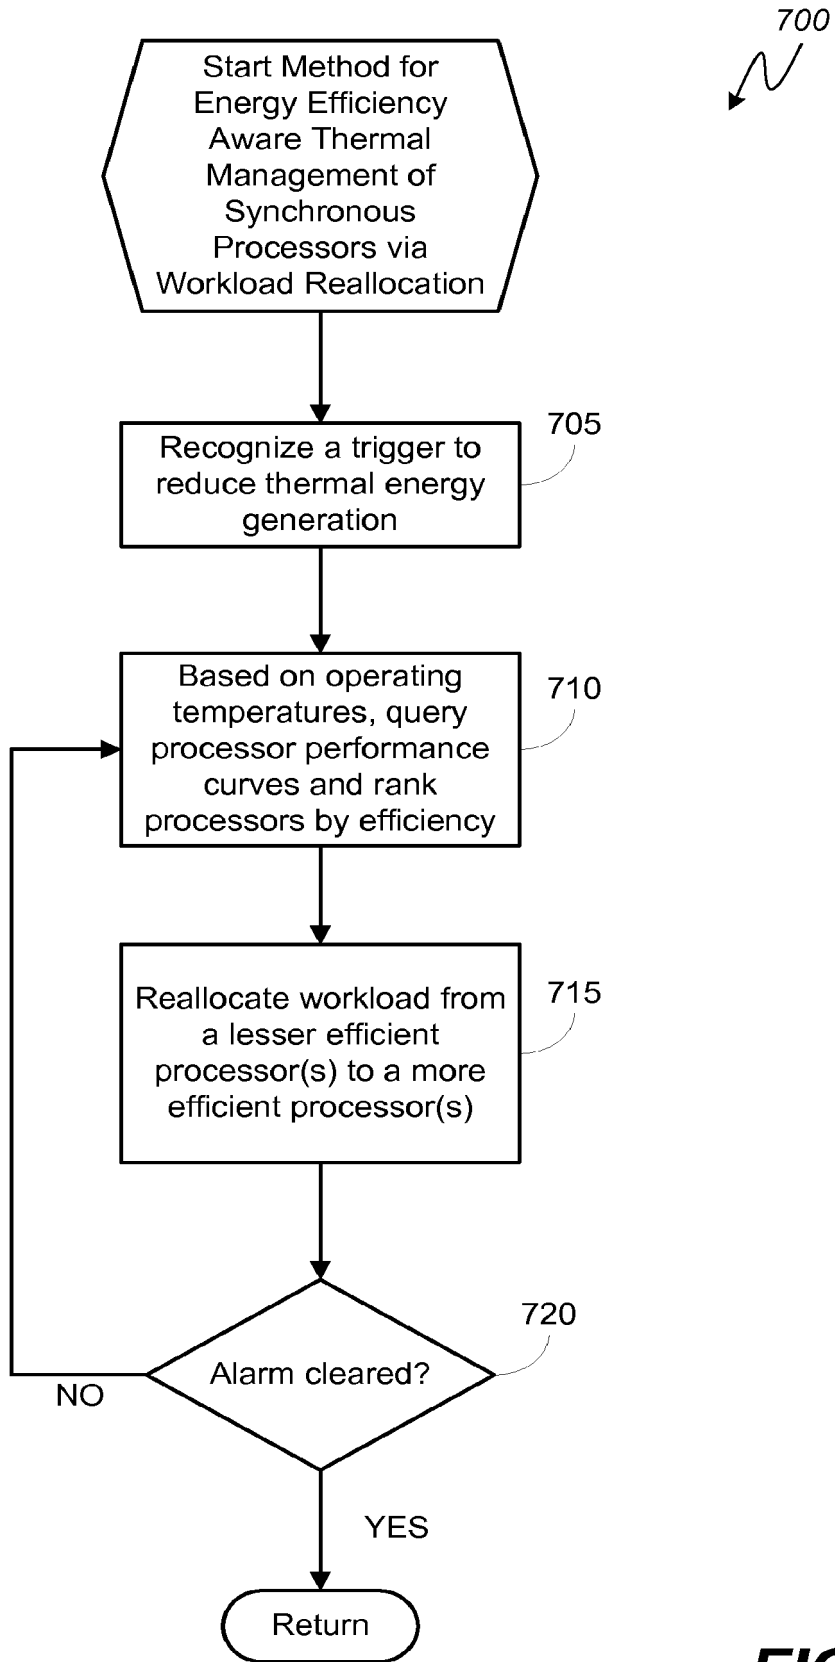 700
Start Method for
Energy Efficiency
Aware Thermal
Management of
Synchronous
Processors via
Workload Reallocation
705
Recognize a trigger to
reduce thermal energy
generation
710
Based on operating
temperatures, query
processor performance
curves and rank
processors by efficiency
715
Reallocate workload from
a lesser efficient
processor(s) to a more
efficient processor(s)
720
Alarm cleared?
NO
YES
Return